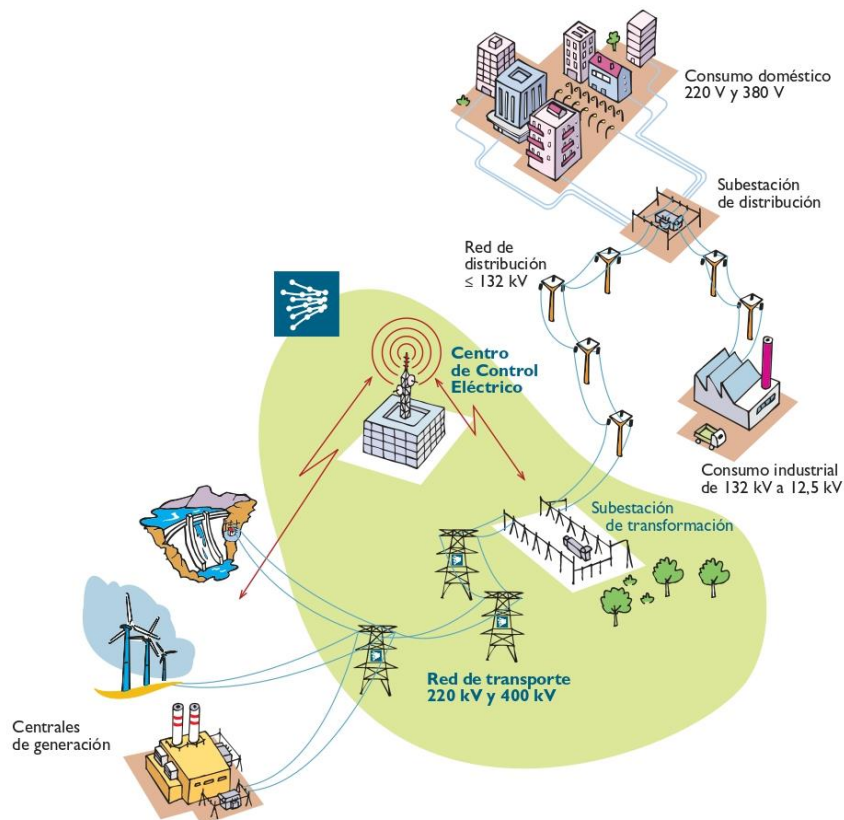 Consumo doméstico
220 V y 380 V
Subestación
de distribución
Red de
distribución
≤ 132 kV
Centro
de Control
Eléctrico
Consumo industrial
de 132 kV a 12,5 kV
Subestación
de transformación
Red de transporte
220 kV y 400 kV
Centrales
de generación